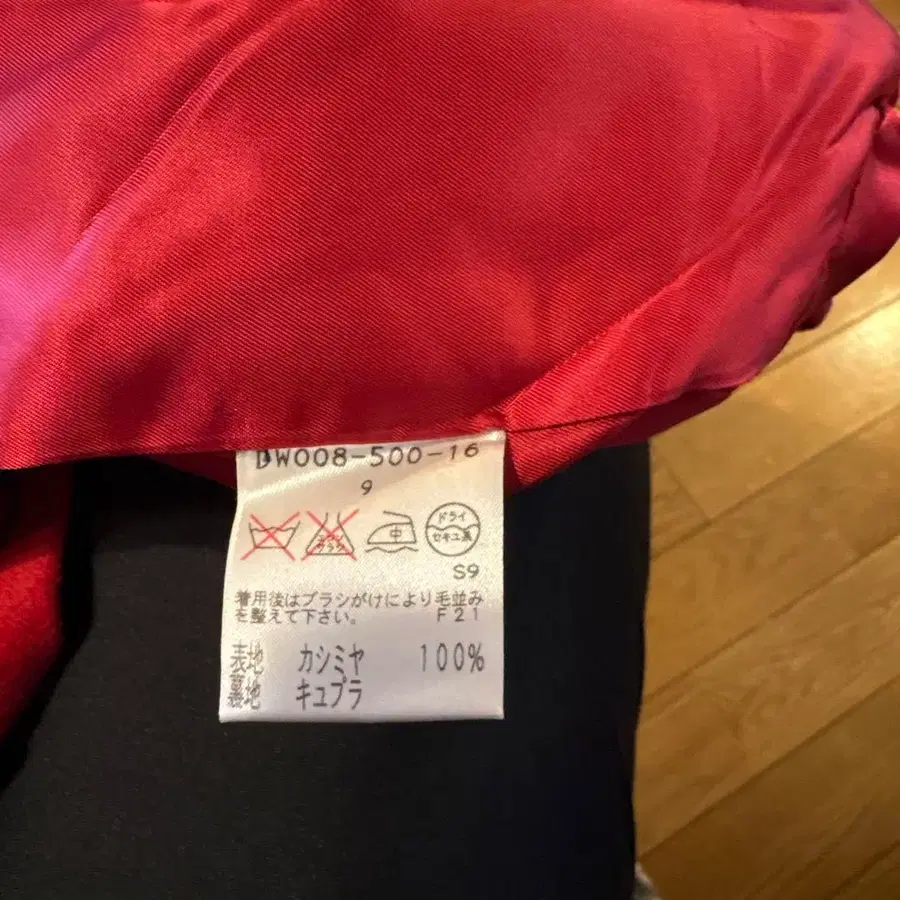 DW008-500-16
9
ドライ
セキユ系
中
S9
着用後はブラシがけにより毛並み
を整えて下さい。 F21
表地 カシミヤ 100%
裏地 キュプラ